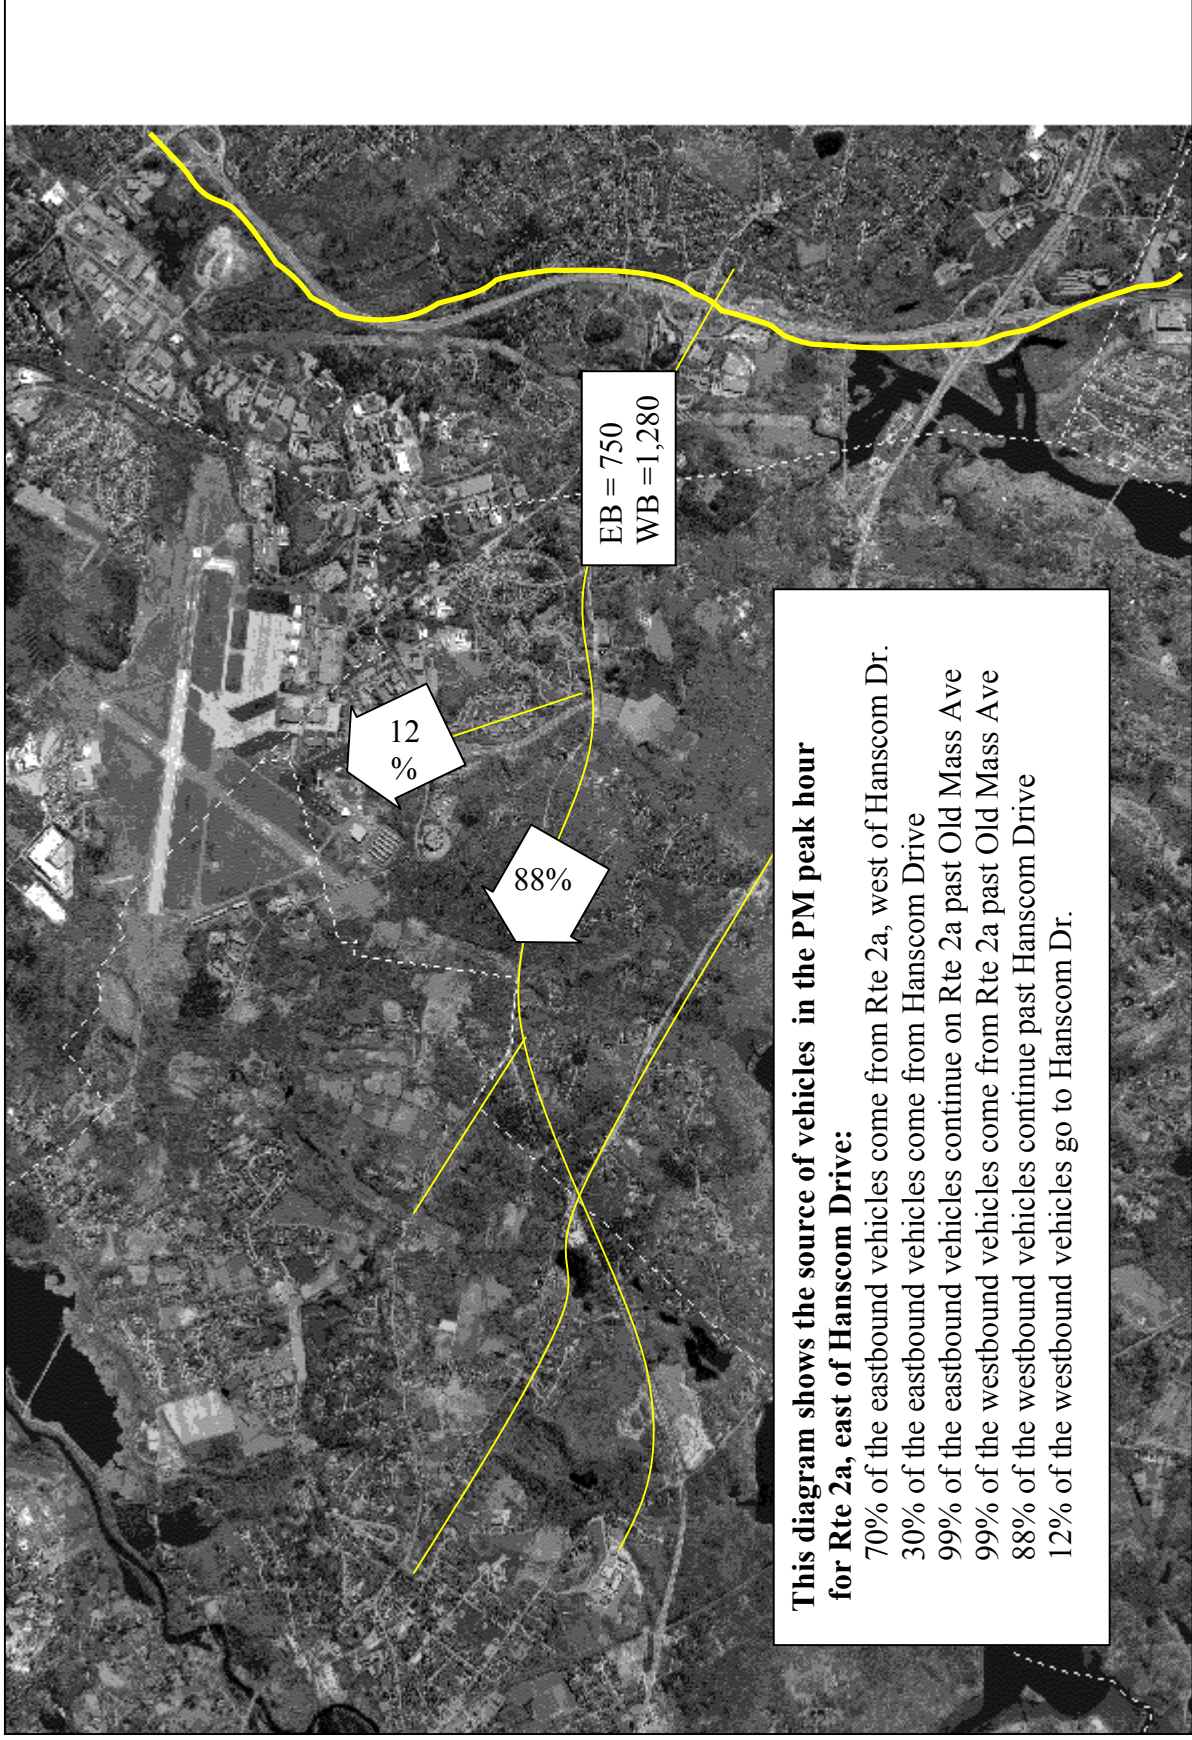 EB = 750
WB =1,280
12
%
88%
This diagram shows the source of vehicles in the PM peak hour
for Rte 2a, east of Hanscom Drive:
70% of the eastbound vehicles come from Rte 2a, west of Hanscom Dr.
30% of the eastbound vehicles come from Hanscom Drive
99% of the eastbound vehicles continue on Rte 2a past Old Mass Ave
99% of the westbound vehicles come from Rte 2a past Old Mass Ave
88% of the westbound vehicles continue past Hanscom Drive
12% of the westbound vehicles go to Hanscom Dr.